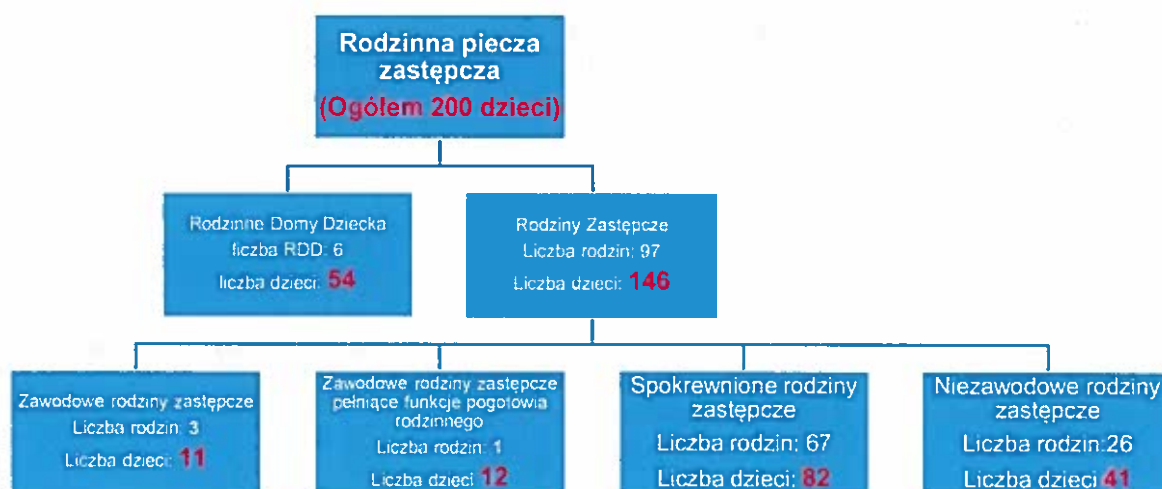 Rodzinna piecza
zastępcza
(Ogółem 200 dzieci)
Rodzinne Domy Dziecka
liczba RDD: 6
liczba dzieci: 54
Rodziny Zastępcze
Liczba rodzin: 97
Liczba dzieci: 146
Zawodowe rodziny zastępcze
Liczba rodzin: 3
Liczba dzieci: 11
Zawodowe rodziny zastępcze
pełniące funkcje pogotowia
rodzinnego
Liczba rodzin: 1
Liczba dzieci 12
Spokrewnione rodziny
zastępcze
Liczba rodzin: 67
Liczba dzieci: 82
Niezawodowe rodziny
zastępcze
Liczba rodzin:26
Liczba dzieci 41